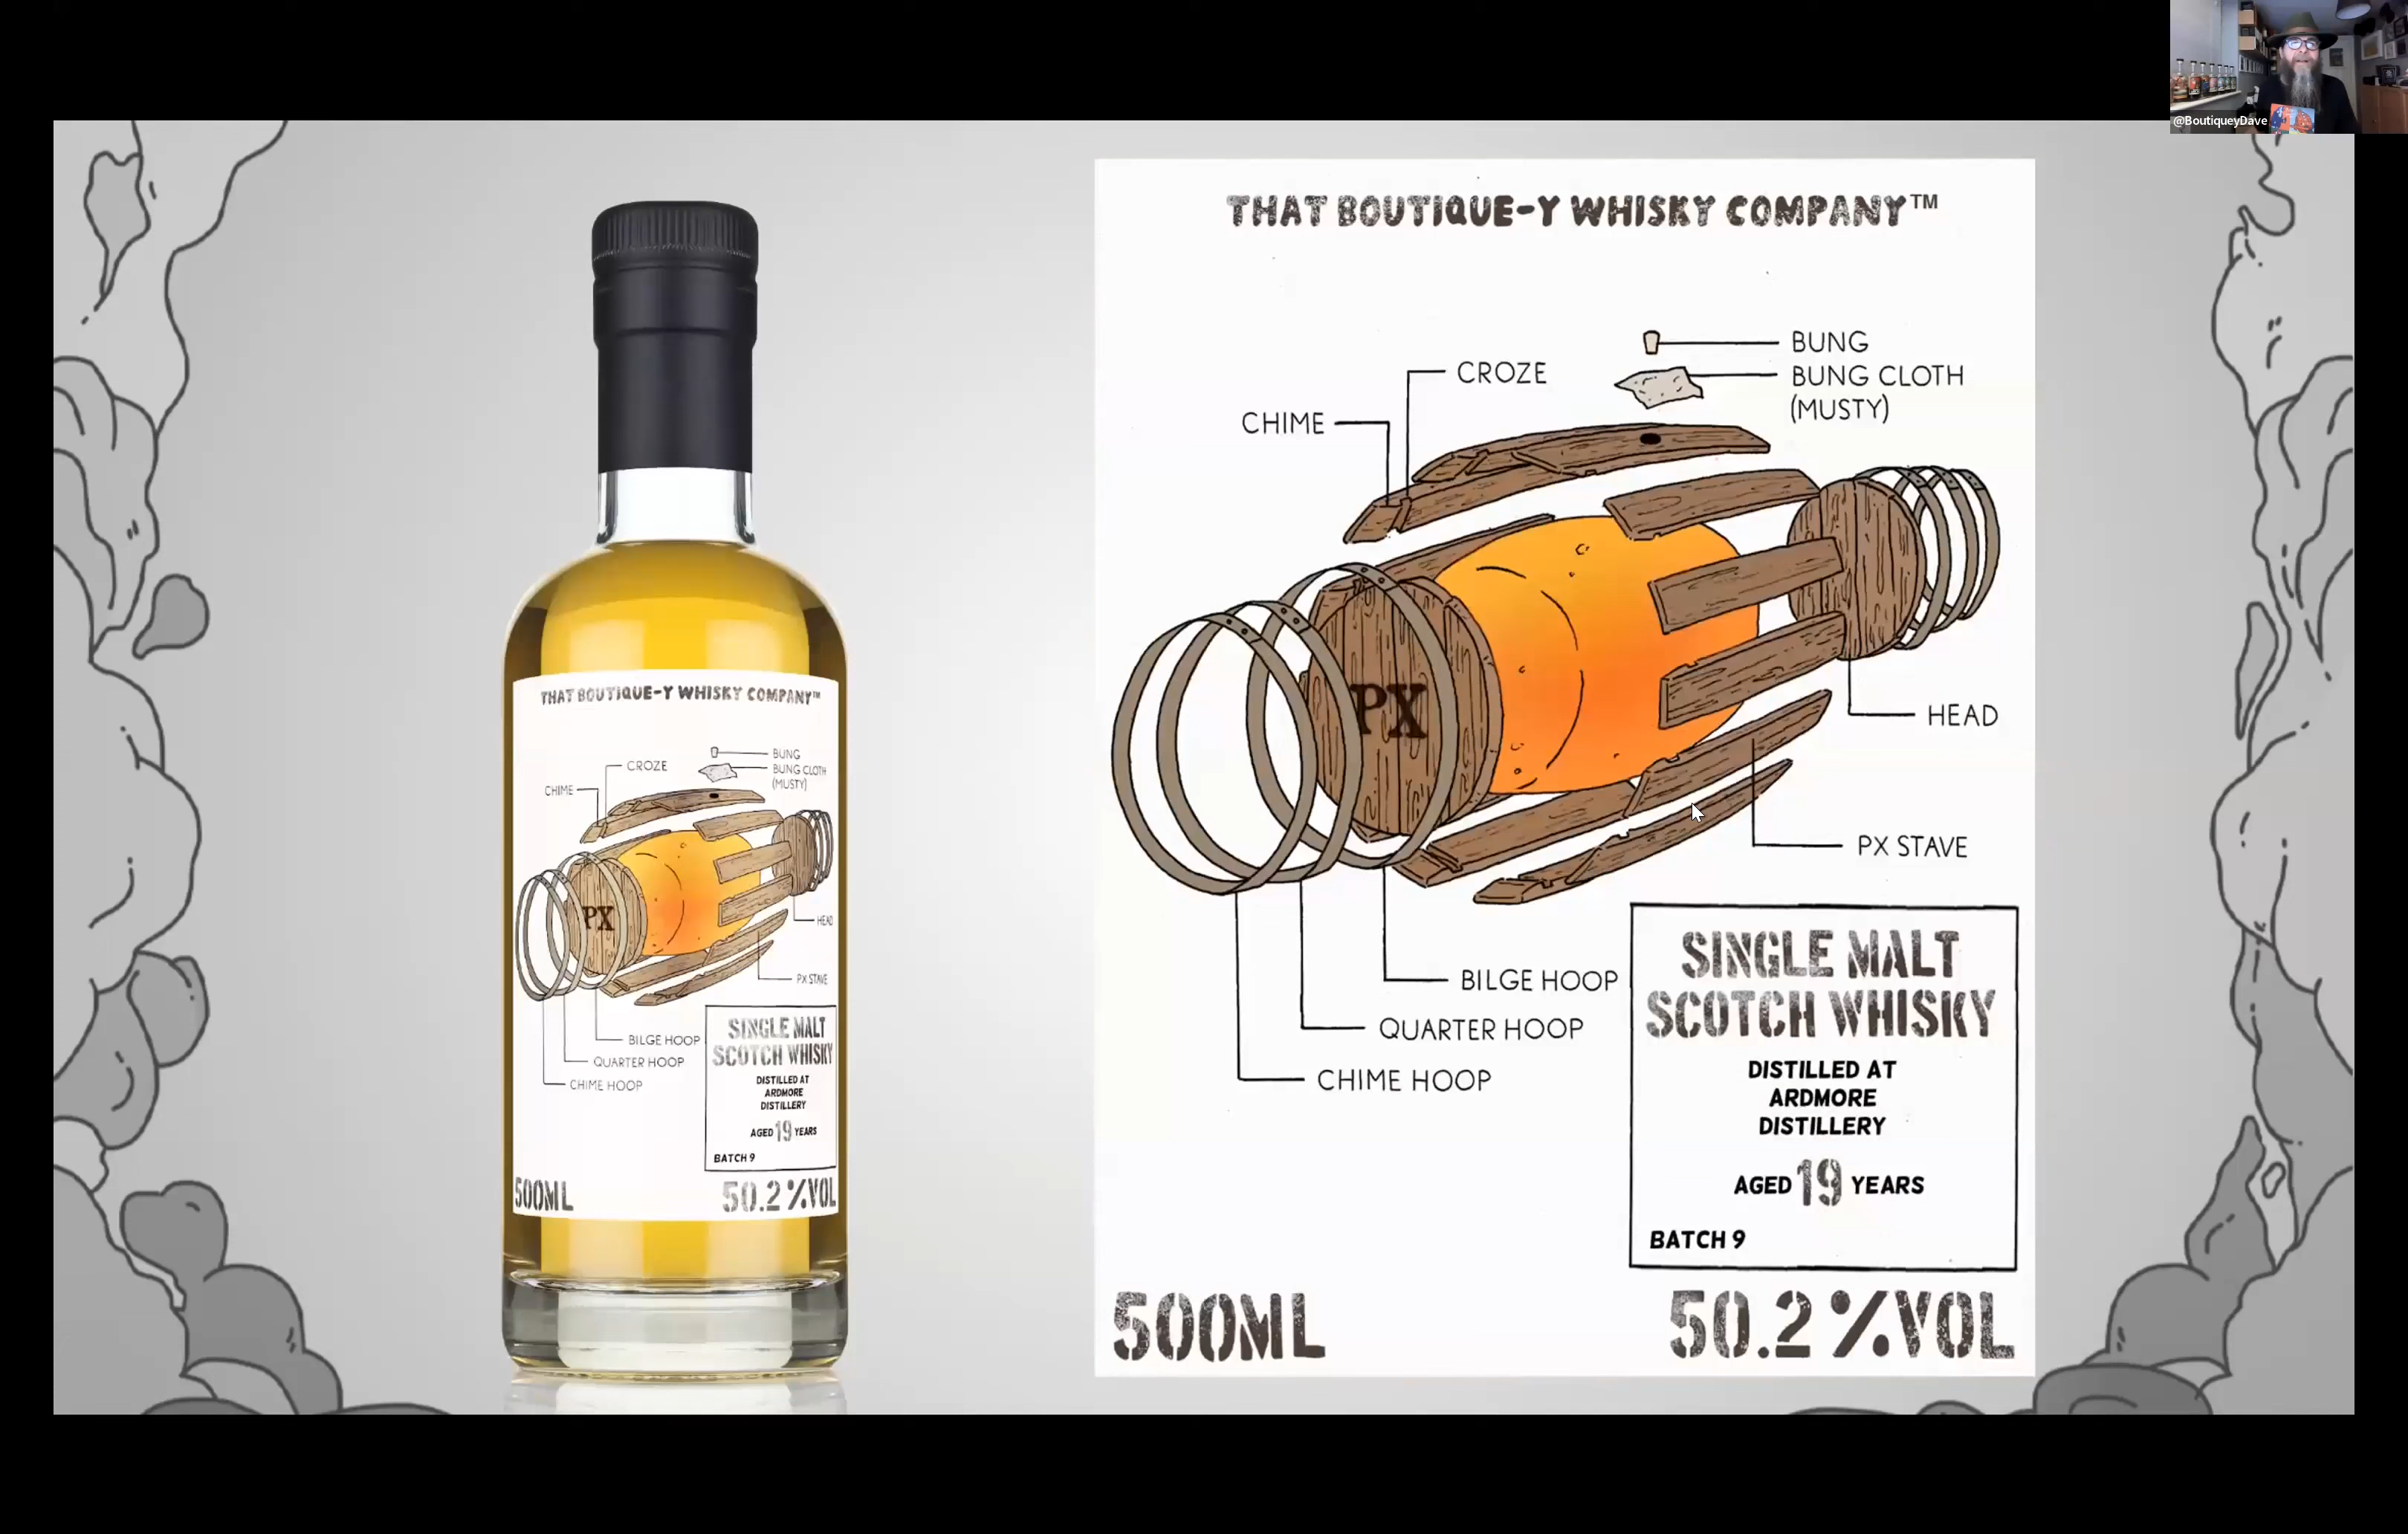 @BoutiqueyDave
THAT BOUTIQUE-Y WHISKY COMPANY™
CROZE
BUNG
BUNG CLOTH
(MUSTY)
CHIME
PX
HEAD
PX STAVE
BILGE HOOP
QUARTER HOOP
CHIME HOOP
SINGLE MALT
SCOTCH WHISKY
DISTILLED AT
ARDMORE
DISTILLERY
AGED 19 YEARS
BATCH 9
500ML
50.2%VOL
THAT BOUTIQUE-Y WHISKY COMPANY™
BUNG
CROZE
BUNG CLOTH
(MUSTY)
CHIME
PX
HEAD
PX STAVE
BILGE HOOP
QUARTER HOOP
CHIME HOOP
SINGLE MALT
SCOTCH WHISKY
DISTILLED AT
ARDMORE
DISTILLERY
AGED 19 YEARS
BATCH 9
500ML
50.2%VOL